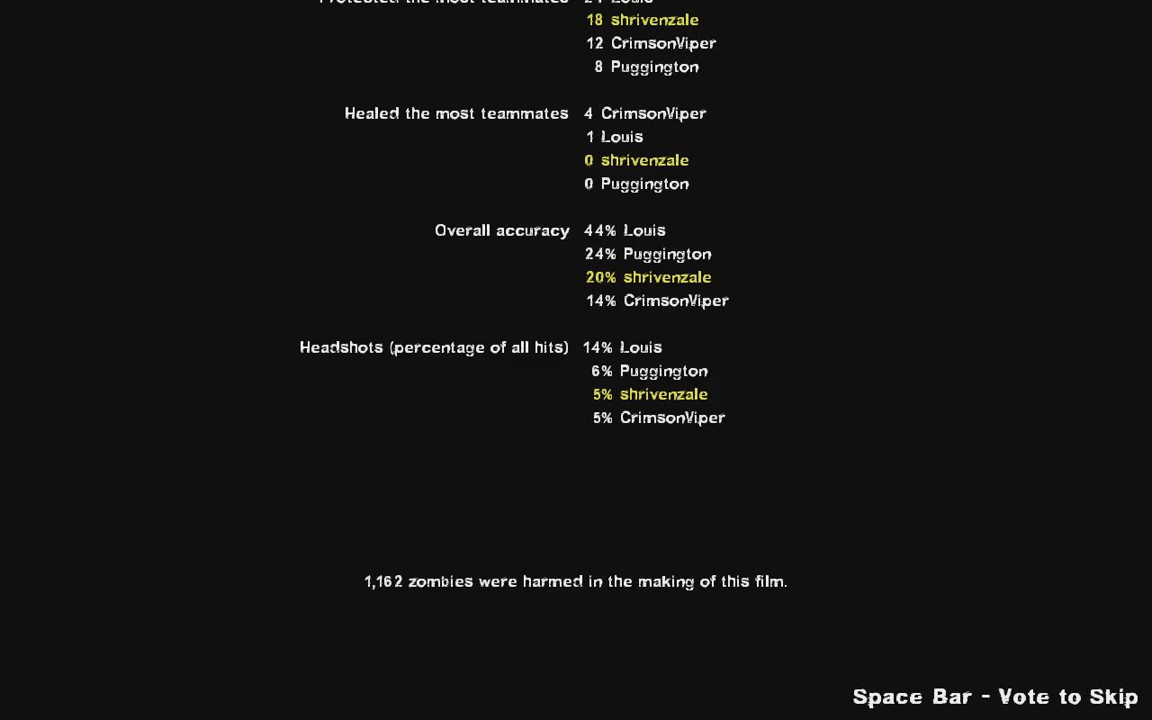 18 shrivenzale
12 CrimsonViper
8 Puggington
Healed the most teammates 4 CrimsonViper
1 Louis
0 shrivenzale
0 Puggington
Overall accuracy 44% Louis
24% Puggington
20% shrivenzale
14% CrimsonViper
Headshots (percentage of all hits) 14% Louis
6% Puggington
5% shrivenzale
5% CrimsonViper
1,162 zombies were harmed in the making of this film.
Space Bar - Vote to Skip